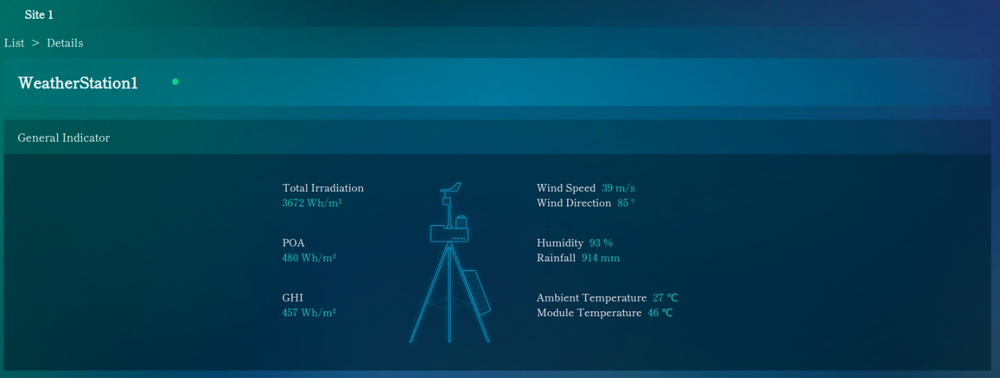 Site 1
List > Details
WeatherStation1
General Indicator
Total Irradiation
3672 Wh/m²
POA
480 Wh/m²
GHI
457 Wh/m²
Wind Speed 39 m/s
Wind Direction 85 °
Humidity 93 %
Rainfall 914 mm
Ambient Temperature 27 ℃
Module Temperature 46 ℃